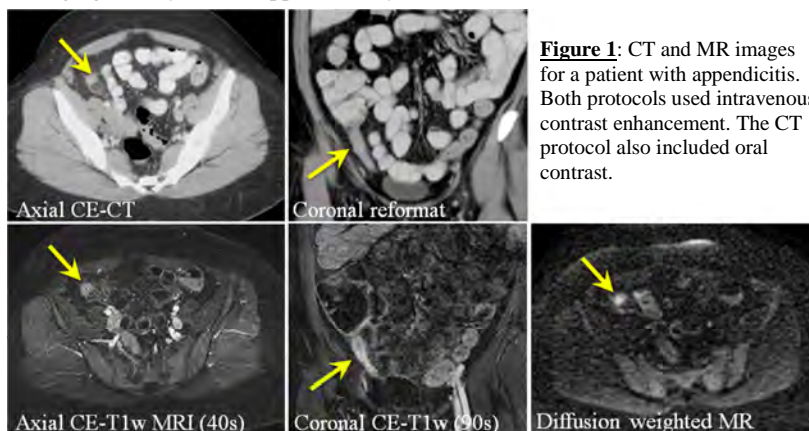 Figure 1: CT and MR images
for a patient with appendicitis.
Both protocols used intravenous
contrast enhancement. The CT
protocol also included oral
contrast.
Axial CE-CT
Coronal reformat
Axial CE-T1w MRI (40s)
Coronal CE-T1w (90s)
Diffusion weighted MR